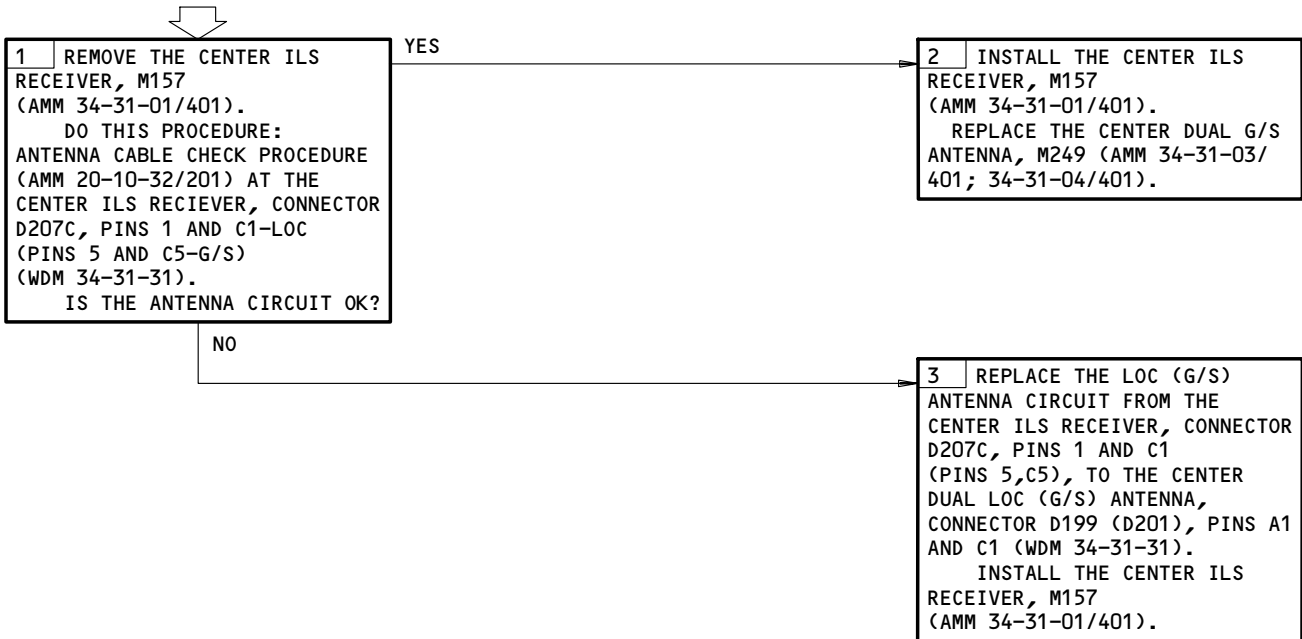 1 REMOVE THE CENTER ILS
RECEIVER, M157
(AMM 34-31-01/401).
DO THIS PROCEDURE:
ANTENNA CABLE CHECK PROCEDURE
(AMM 20-10-32/201) AT THE
CENTER ILS RECIEVER, CONNECTOR
D207C, PINS 1 AND C1-LOC
(PINS 5 AND C5-G/S)
(WDM 34-31-31).
IS THE ANTENNA CIRCUIT OK?
YES
2 INSTALL THE CENTER ILS
RECEIVER, M157
(AMM 34-31-01/401).
REPLACE THE CENTER DUAL G/S
ANTENNA, M249 (AMM 34-31-03/
401; 34-31-04/401).
NO
3 REPLACE THE LOC (G/S)
ANTENNA CIRCUIT FROM THE
CENTER ILS RECEIVER, CONNECTOR
D207C, PINS 1 AND C1
(PINS 5,C5), TO THE CENTER
DUAL LOC (G/S) ANTENNA,
CONNECTOR D199 (D201), PINS A1
AND C1 (WDM 34-31-31).
INSTALL THE CENTER ILS
RECEIVER, M157
(AMM 34-31-01/401).